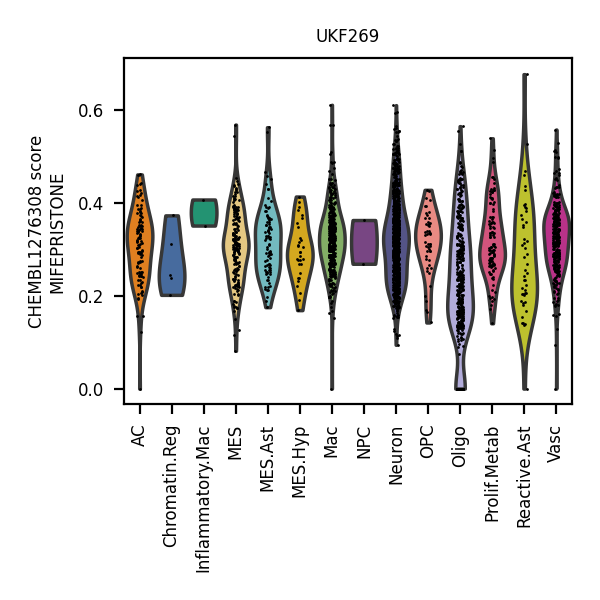 UKF269
CHEMBL1276308 score
MIFEPRISTONE
0.6
0.4
0.2
0.0
AC
Chromatin.Reg
Inflammatory.Mac
MES
MES.Ast
MES.Hyp
Mac
NPC
Neuron
OPC
Oligo
Prolif.Metab
Reactive.Ast
Vasc